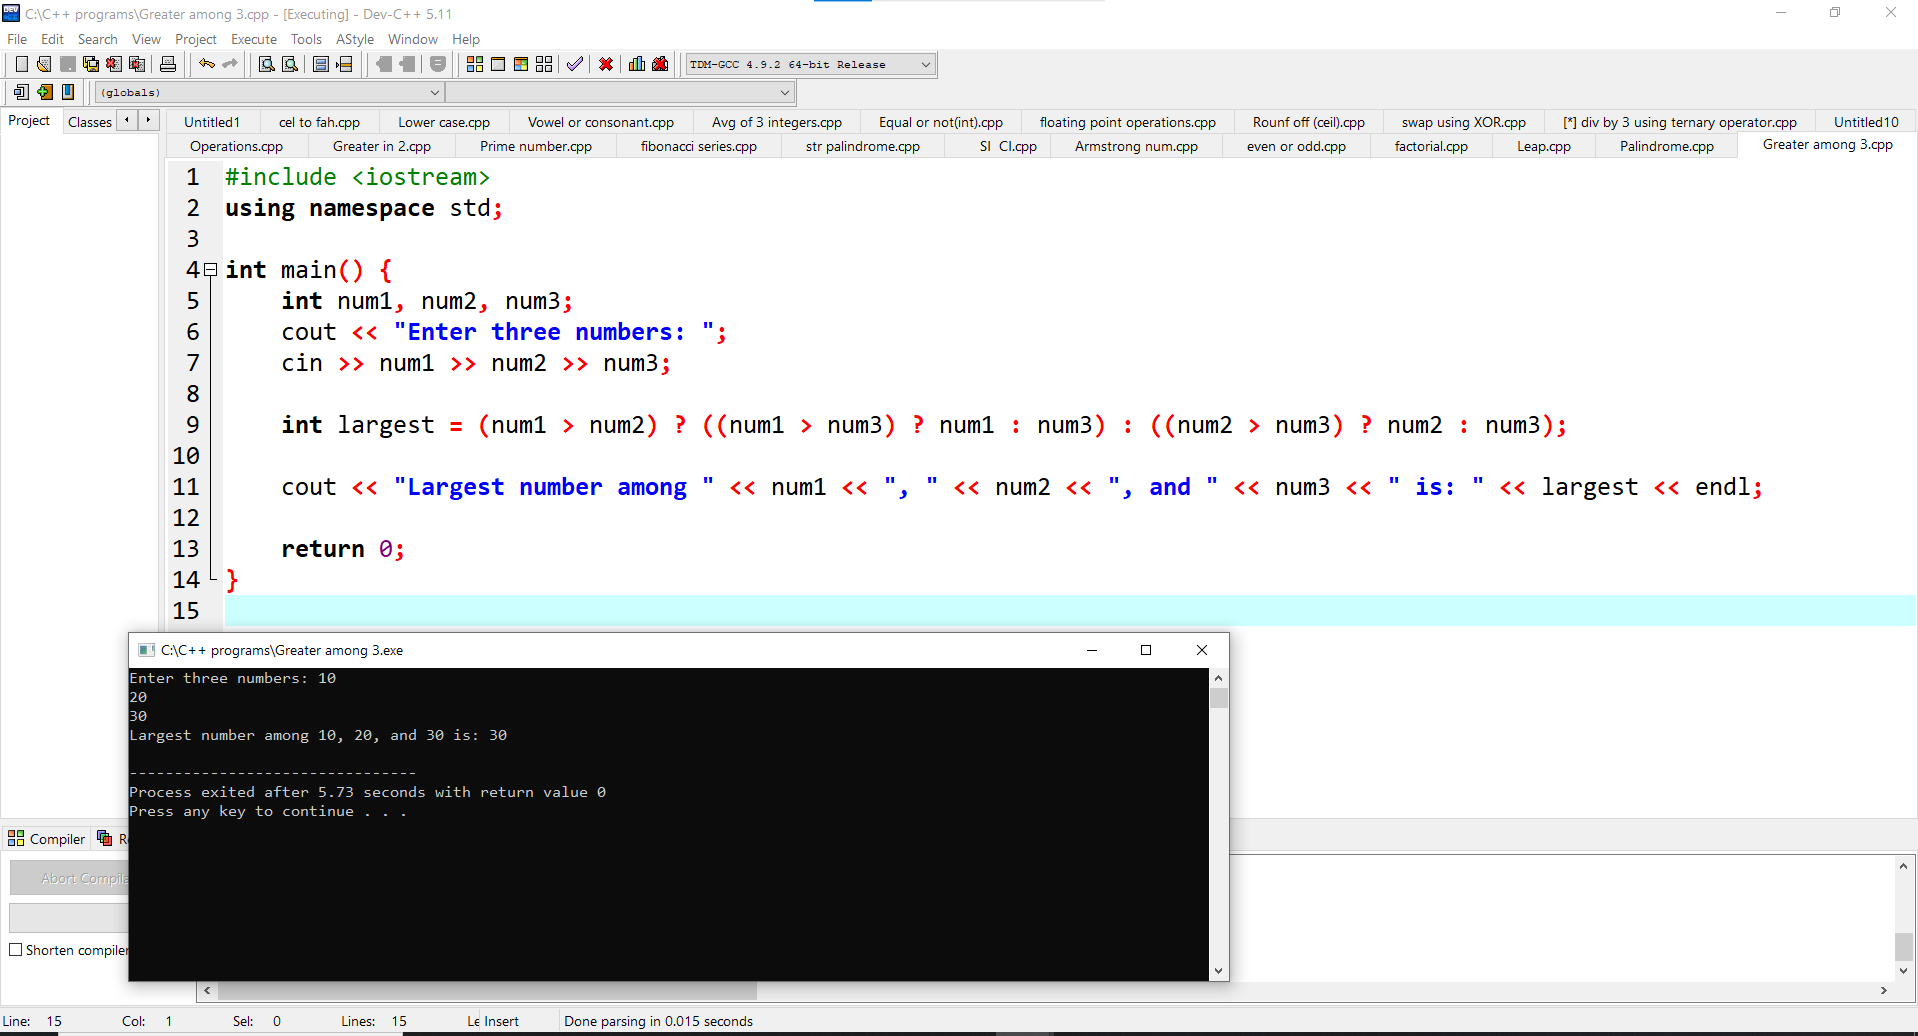 C:\C++ programs\Greater among 3.cpp - [Executing] - Dev-C++ 5.11
File Edit Search View Project Execute Tools AStyle Window Help
TDM-GCC 4.9.2 64-bit Release
(globals)
Project Classes
Untitled1 cel to fah.cpp Lower case.cpp Vowel or consonant.cpp Avg of 3 integers.cpp Equal or not(int).cpp floating point operations.cpp Rounf off (ceil).cpp swap using XOR.cpp [*] div by 3 using ternary operator.cpp Untitled10
Operations.cpp Greater in 2.cpp Prime number.cpp fibonacci series.cpp str palindrome.cpp SI CI.cpp Armstrong num.cpp even or odd.cpp factorial.cpp Leap.cpp Palindrome.cpp Greater among 3.cpp
1 #include <iostream>
2 using namespace std;
3
4 int main() {
5 int num1, num2, num3;
6 cout << "Enter three numbers: ";
7 cin >> num1 >> num2 >> num3;
8
9 int largest = (num1 > num2) ? ((num1 > num3) ? num1 : num3) : ((num2 > num3) ? num2 : num3);
10
11 cout << "Largest number among " << num1 << ", " << num2 << ", and " << num3 << " is: " << largest << endl;
12
13 return 0;
14 }
15
C:\C++ programs\Greater among 3.exe
Enter three numbers: 10
20
30
Largest number among 10, 20, and 30 is: 30
--------------------------------
Process exited after 5.73 seconds with return value 0
Press any key to continue . . .
Compiler
Abort
Shorten compiler
Line: 15 Col: 1 Sel: 0 Lines: 15 Insert Done parsing in 0.015 seconds